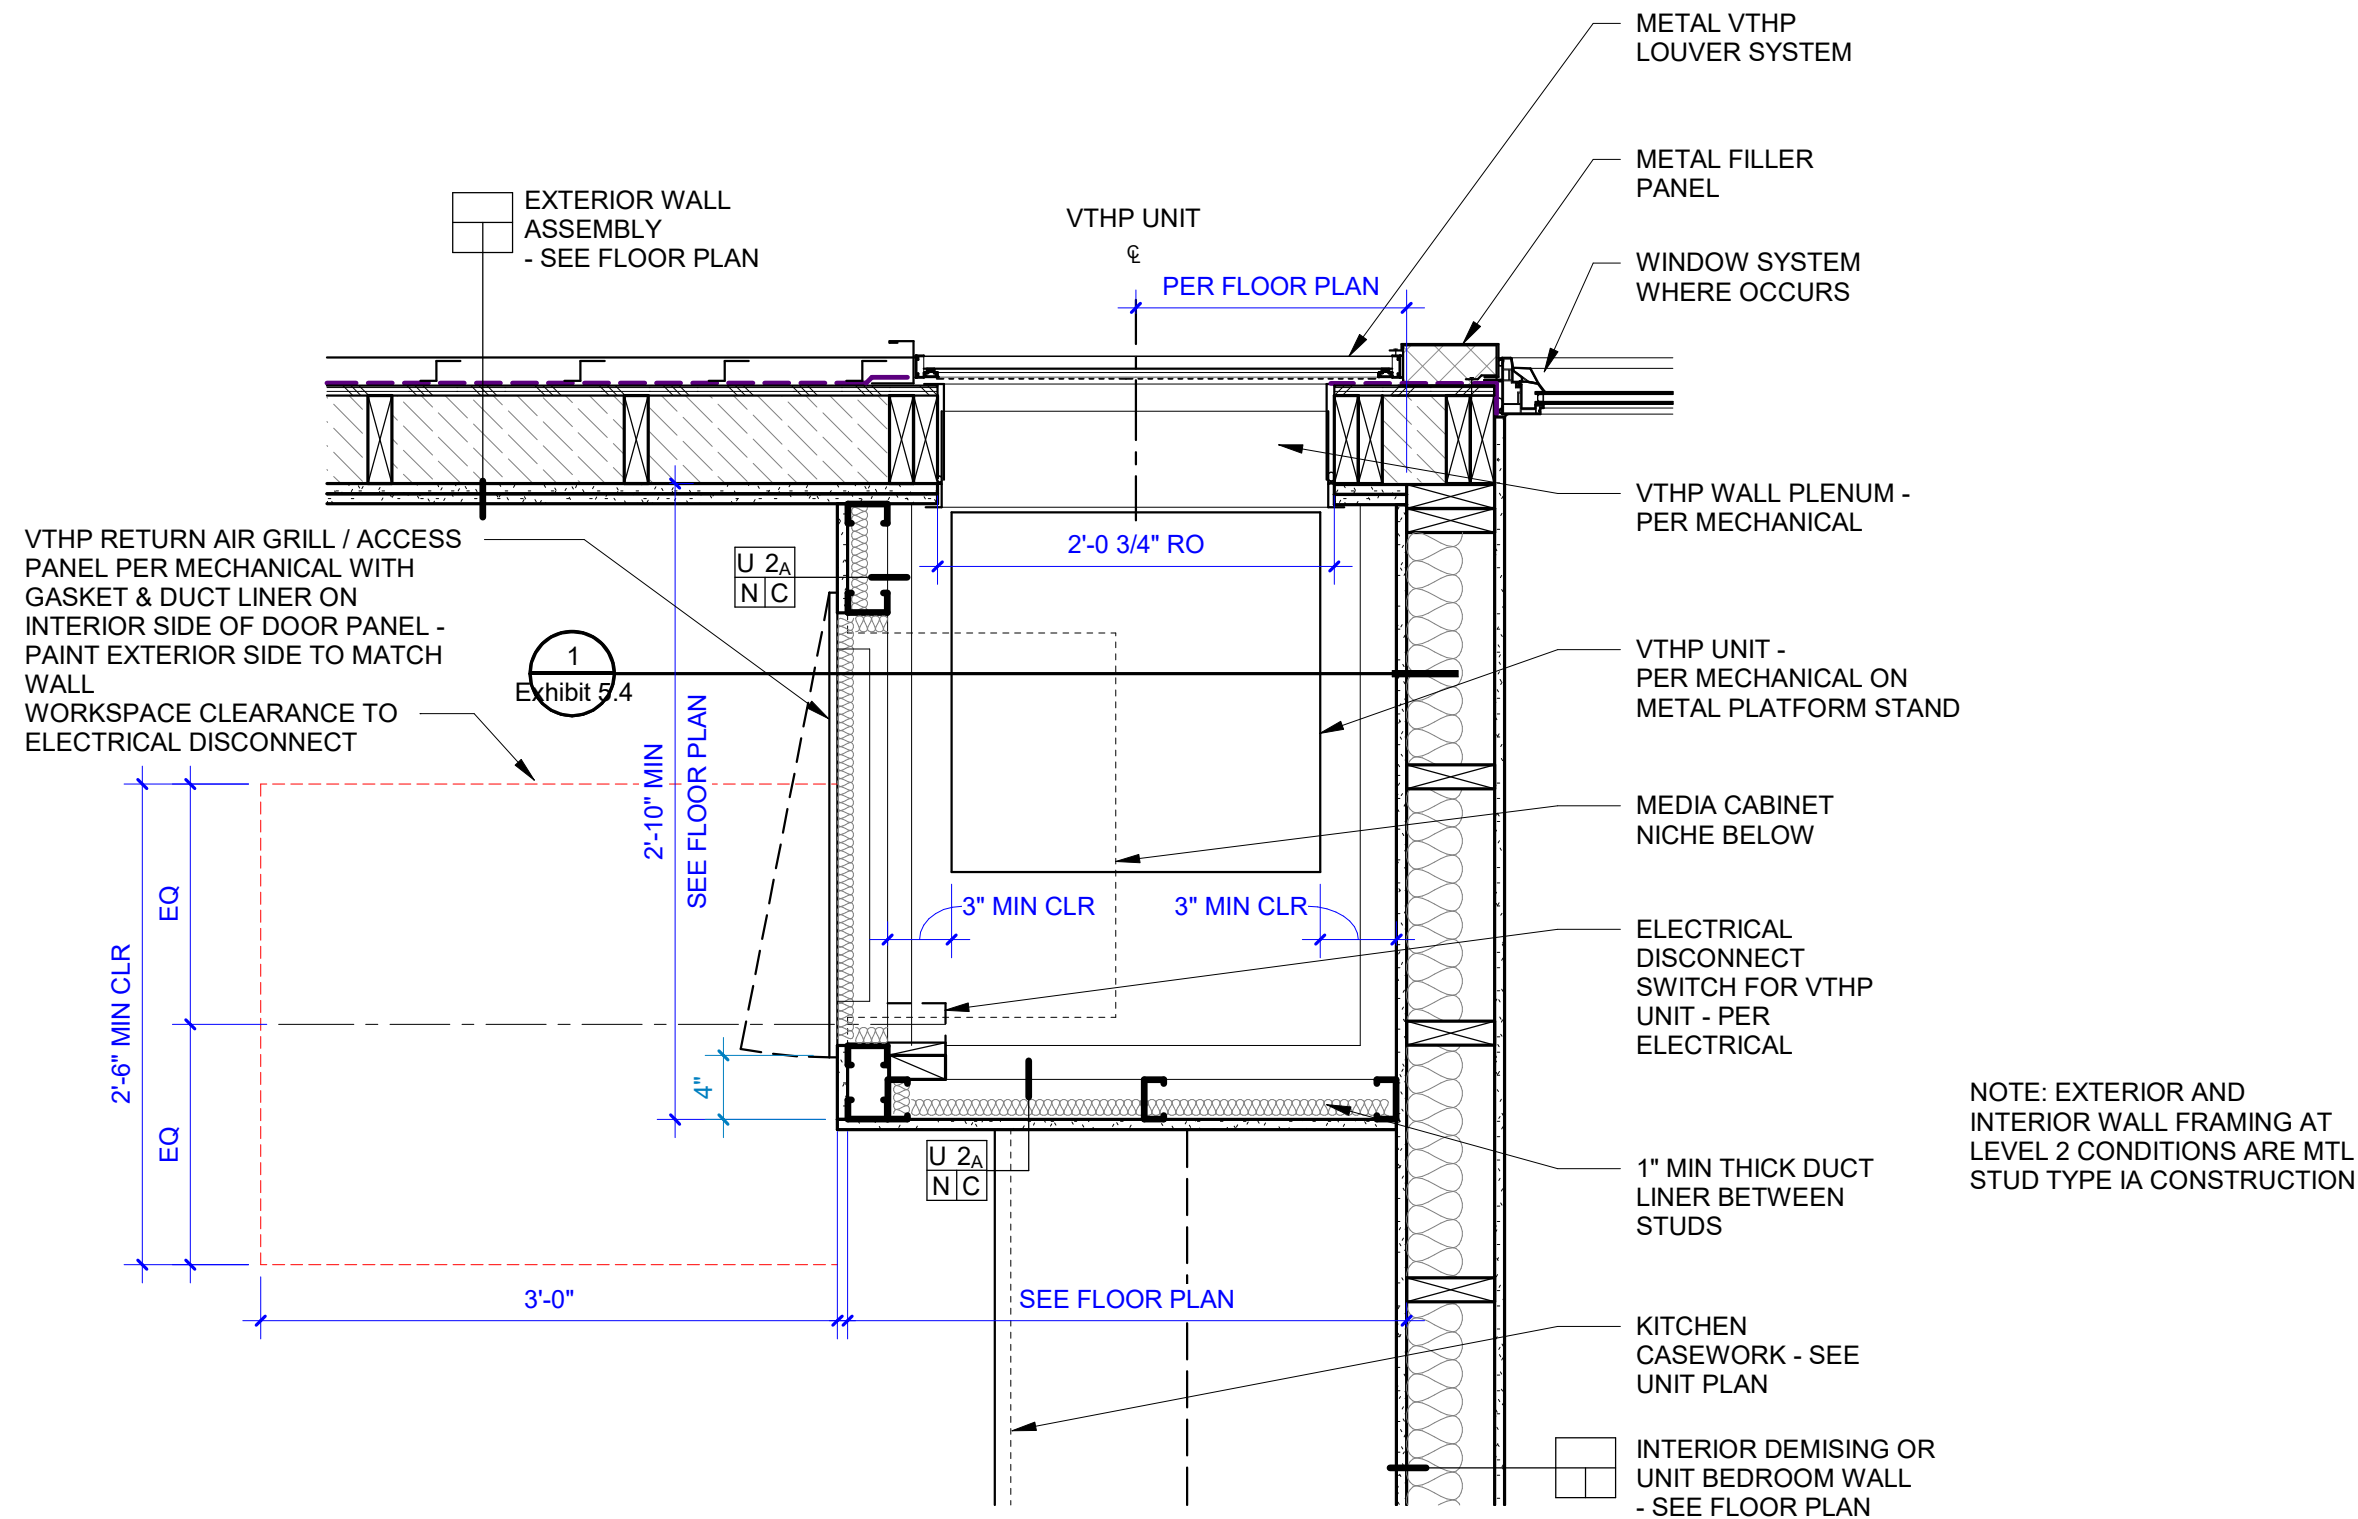 METAL VTHP
LOUVER SYSTEM
METAL FILLER
PANEL
EXTERIOR WALL
ASSEMBLY
- SEE FLOOR PLAN
VTHP UNIT
℄
PER FLOOR PLAN
WINDOW SYSTEM
WHERE OCCURS
VTHP WALL PLENUM -
PER MECHANICAL
VTHP RETURN AIR GRILL / ACCESS
PANEL PER MECHANICAL WITH
GASKET & DUCT LINER ON
INTERIOR SIDE OF DOOR PANEL -
PAINT EXTERIOR SIDE TO MATCH
WALL
WORKSPACE CLEARANCE TO
ELECTRICAL DISCONNECT
U 2A
N C
2'-0 3/4" RO
1
Exhibit 5.4
VTHP UNIT -
PER MECHANICAL ON
METAL PLATFORM STAND
2'-10" MIN
SEE FLOOR PLAN
MEDIA CABINET
NICHE BELOW
3" MIN CLR
3" MIN CLR
EQ
2'-6" MIN CLR
EQ
4"
ELECTRICAL
DISCONNECT
SWITCH FOR VTHP
UNIT - PER
ELECTRICAL
NOTE: EXTERIOR AND
INTERIOR WALL FRAMING AT
LEVEL 2 CONDITIONS ARE MTL
STUD TYPE IA CONSTRUCTION
U 2A
N C
1" MIN THICK DUCT
LINER BETWEEN
STUDS
3'-0"
SEE FLOOR PLAN
KITCHEN
CASEWORK - SEE
UNIT PLAN
INTERIOR DEMISING OR
UNIT BEDROOM WALL
- SEE FLOOR PLAN